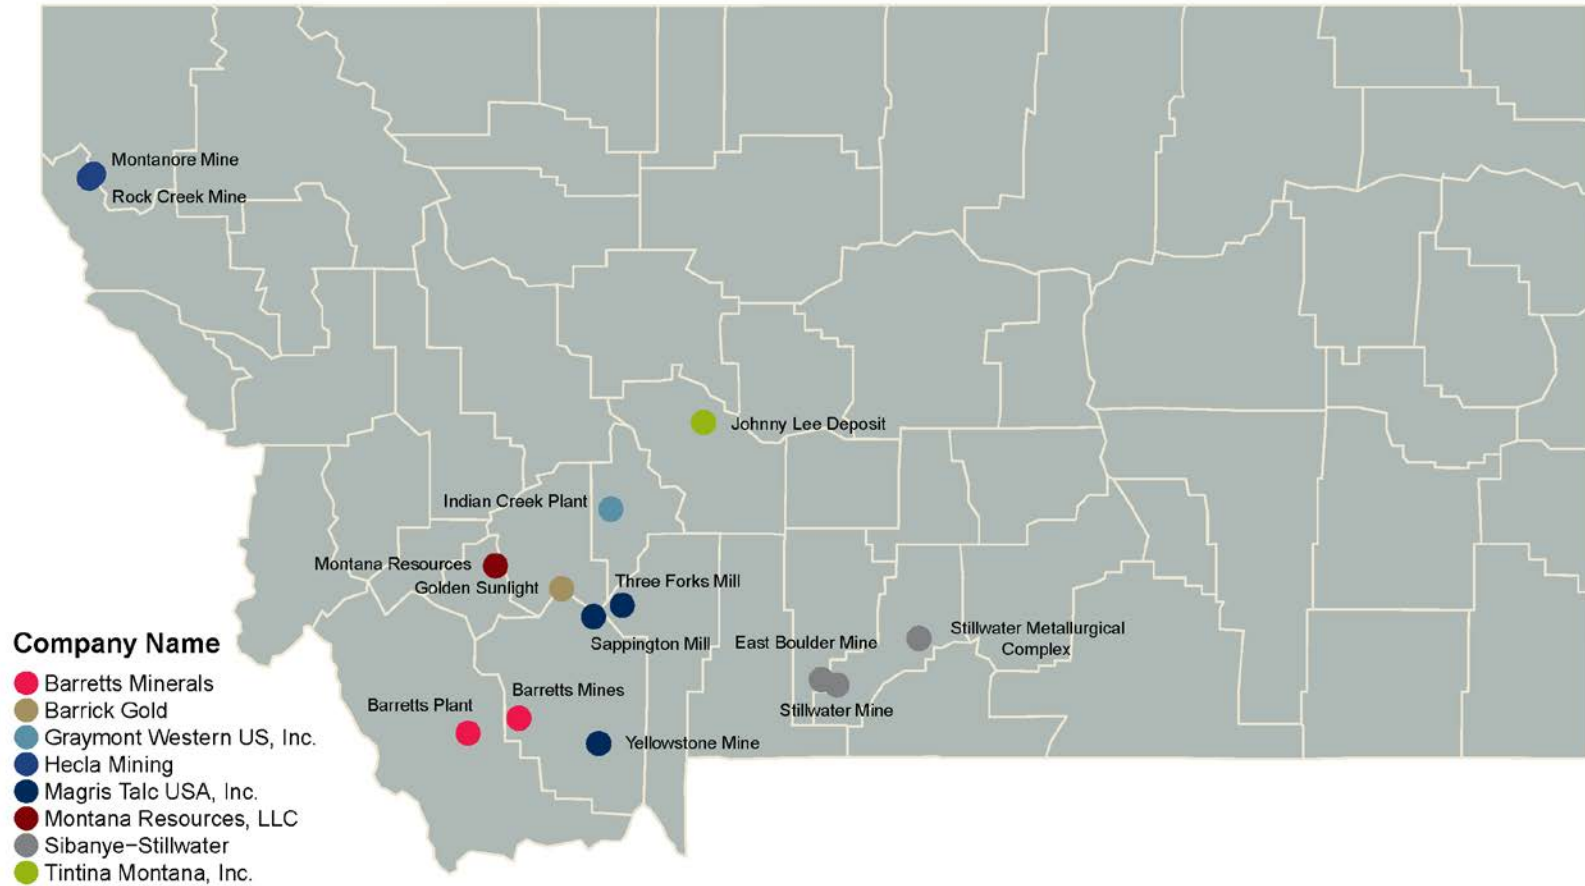 Montanore Mine
Rock Creek Mine
Johnny Lee Deposit
Indian Creek Plant
Montana Resources
Golden Sunlight
Three Forks Mill
Sappington Mill
East Boulder Mine
Stillwater Metallurgical
Complex
Stillwater Mine
Barretts Plant
Barretts Mines
Yellowstone Mine
Company Name
Barretts Minerals
Barrick Gold
Graymont Western US, Inc.
Hecla Mining
Magris Talc USA, Inc.
Montana Resources, LLC
Sibanye−Stillwater
Tintina Montana, Inc.